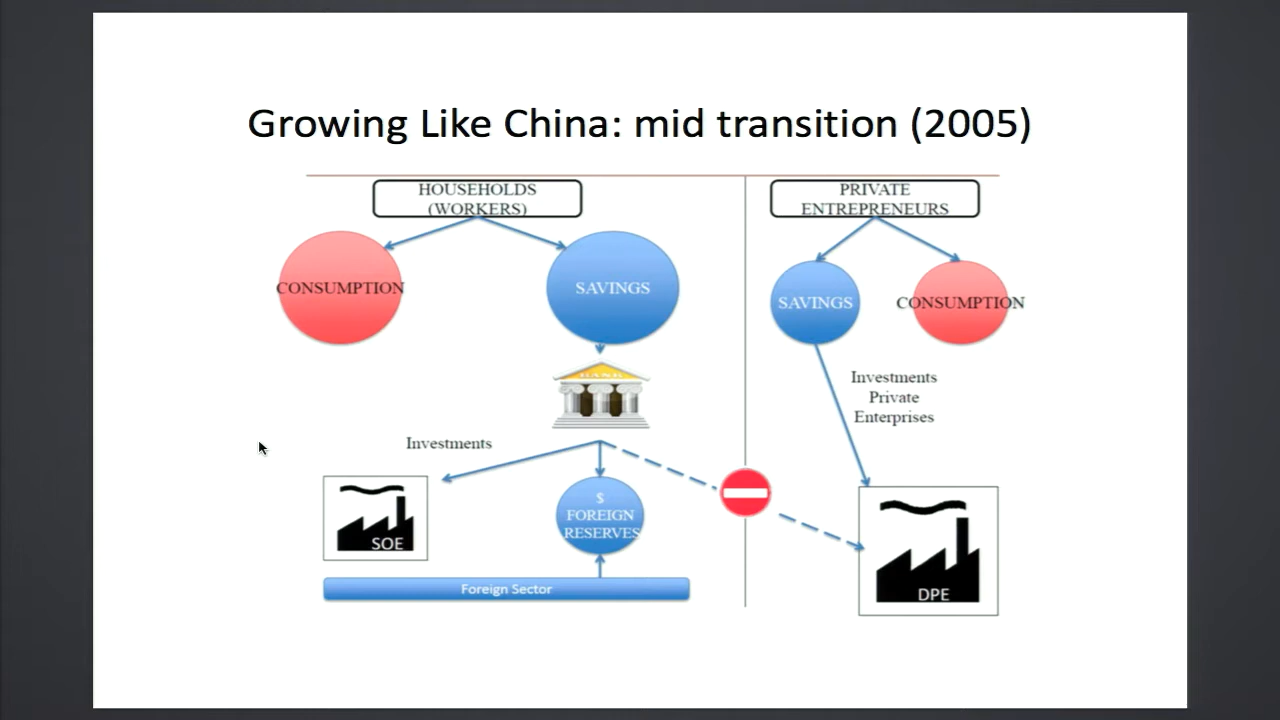 Growing Like China: mid transition (2005)
HOUSEHOLDS
(WORKERS)
PRIVATE
ENTREPRENEURS
CONSUMPTION
SAVINGS
SAVINGS
CONSUMPTION
BANK
Investments
Private
Enterprises
Investments
SOE
$
FOREIGN
RESERVES
DPE
Foreign Sector